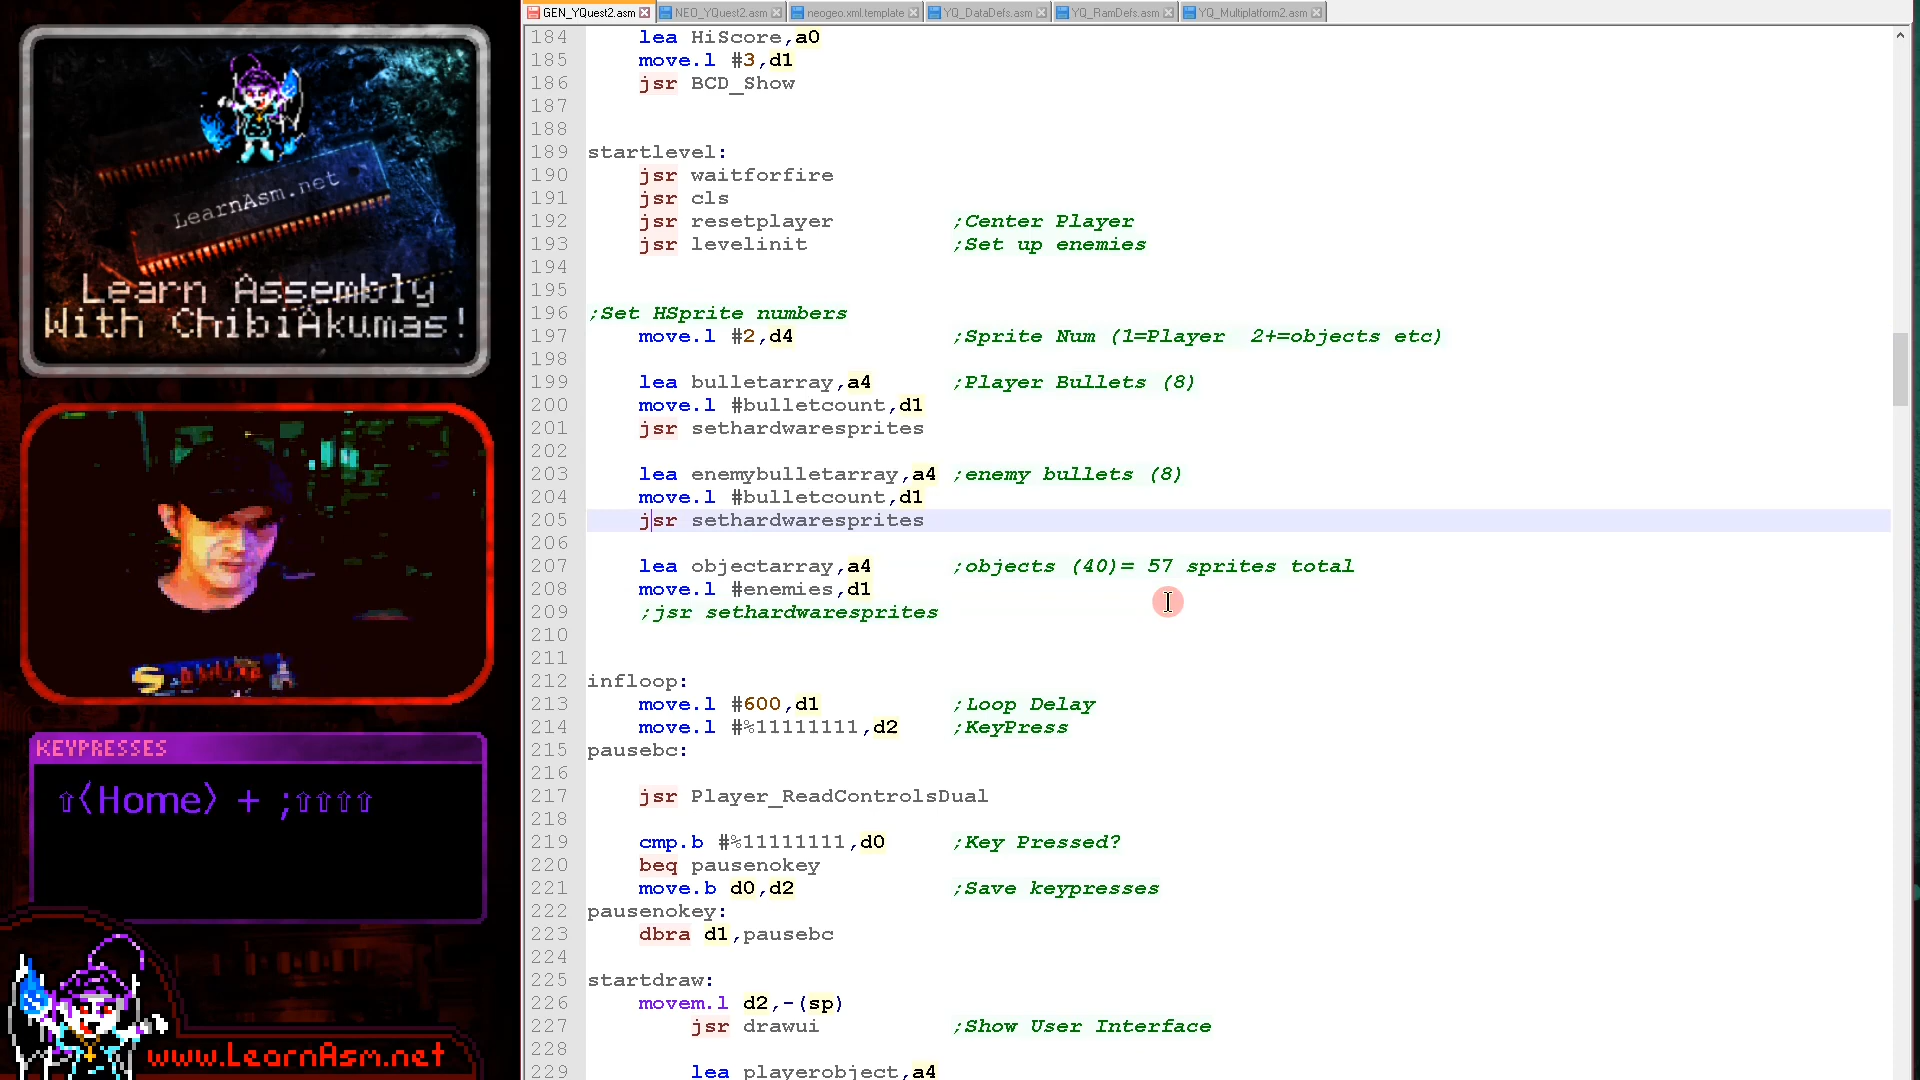 GEN_YQuest2.asm
NEO_YQuest2.asm
neogeo.xml.template
YQ_DataDefs.asm
YQ_RamDefs.asm
YQ_Multiplatform2.asm
184 lea HiScore,a0
185 move.l #3,d1
186 jsr BCD_Show
187
188
189 startlevel:
190 jsr waitforfire
191 jsr cls
192 jsr resetplayer ;Center Player
193 jsr levelinit ;Set up enemies
194
195
196 ;Set HSprite numbers
197 move.l #2,d4 ;Sprite Num (1=Player 2+=objects etc)
198
199 lea bulletarray,a4 ;Player Bullets (8)
200 move.l #bulletcount,d1
201 jsr sethardwaresprites
202
203 lea enemybulletarray,a4 ;enemy bullets (8)
204 move.l #bulletcount,d1
205 jsr sethardwaresprites
206
207 lea objectarray,a4 ;objects (40)= 57 sprites total
208 move.l #enemies,d1
209 ;jsr sethardwaresprites
210
211
212 infloop:
213 move.l #600,d1 ;Loop Delay
214 move.l #%11111111,d2 ;KeyPress
215 pausebc:
216
217 jsr Player_ReadControlsDual
218
219 cmp.b #%11111111,d0 ;Key Pressed?
220 beq pausenokey
221 move.b d0,d2 ;Save keypresses
222 pausenokey:
223 dbra d1,pausebc
224
225 startdraw:
226 movem.l d2,-(sp)
227 jsr drawui ;Show User Interface
228
229 lea playerobject,a4
LearnAsm.net
Learn Assembly
With ChibiAkumas!
KEYPRESSES
⇧〈Home〉 + ;⇧⇧⇧⇧
www.LearnAsm.net